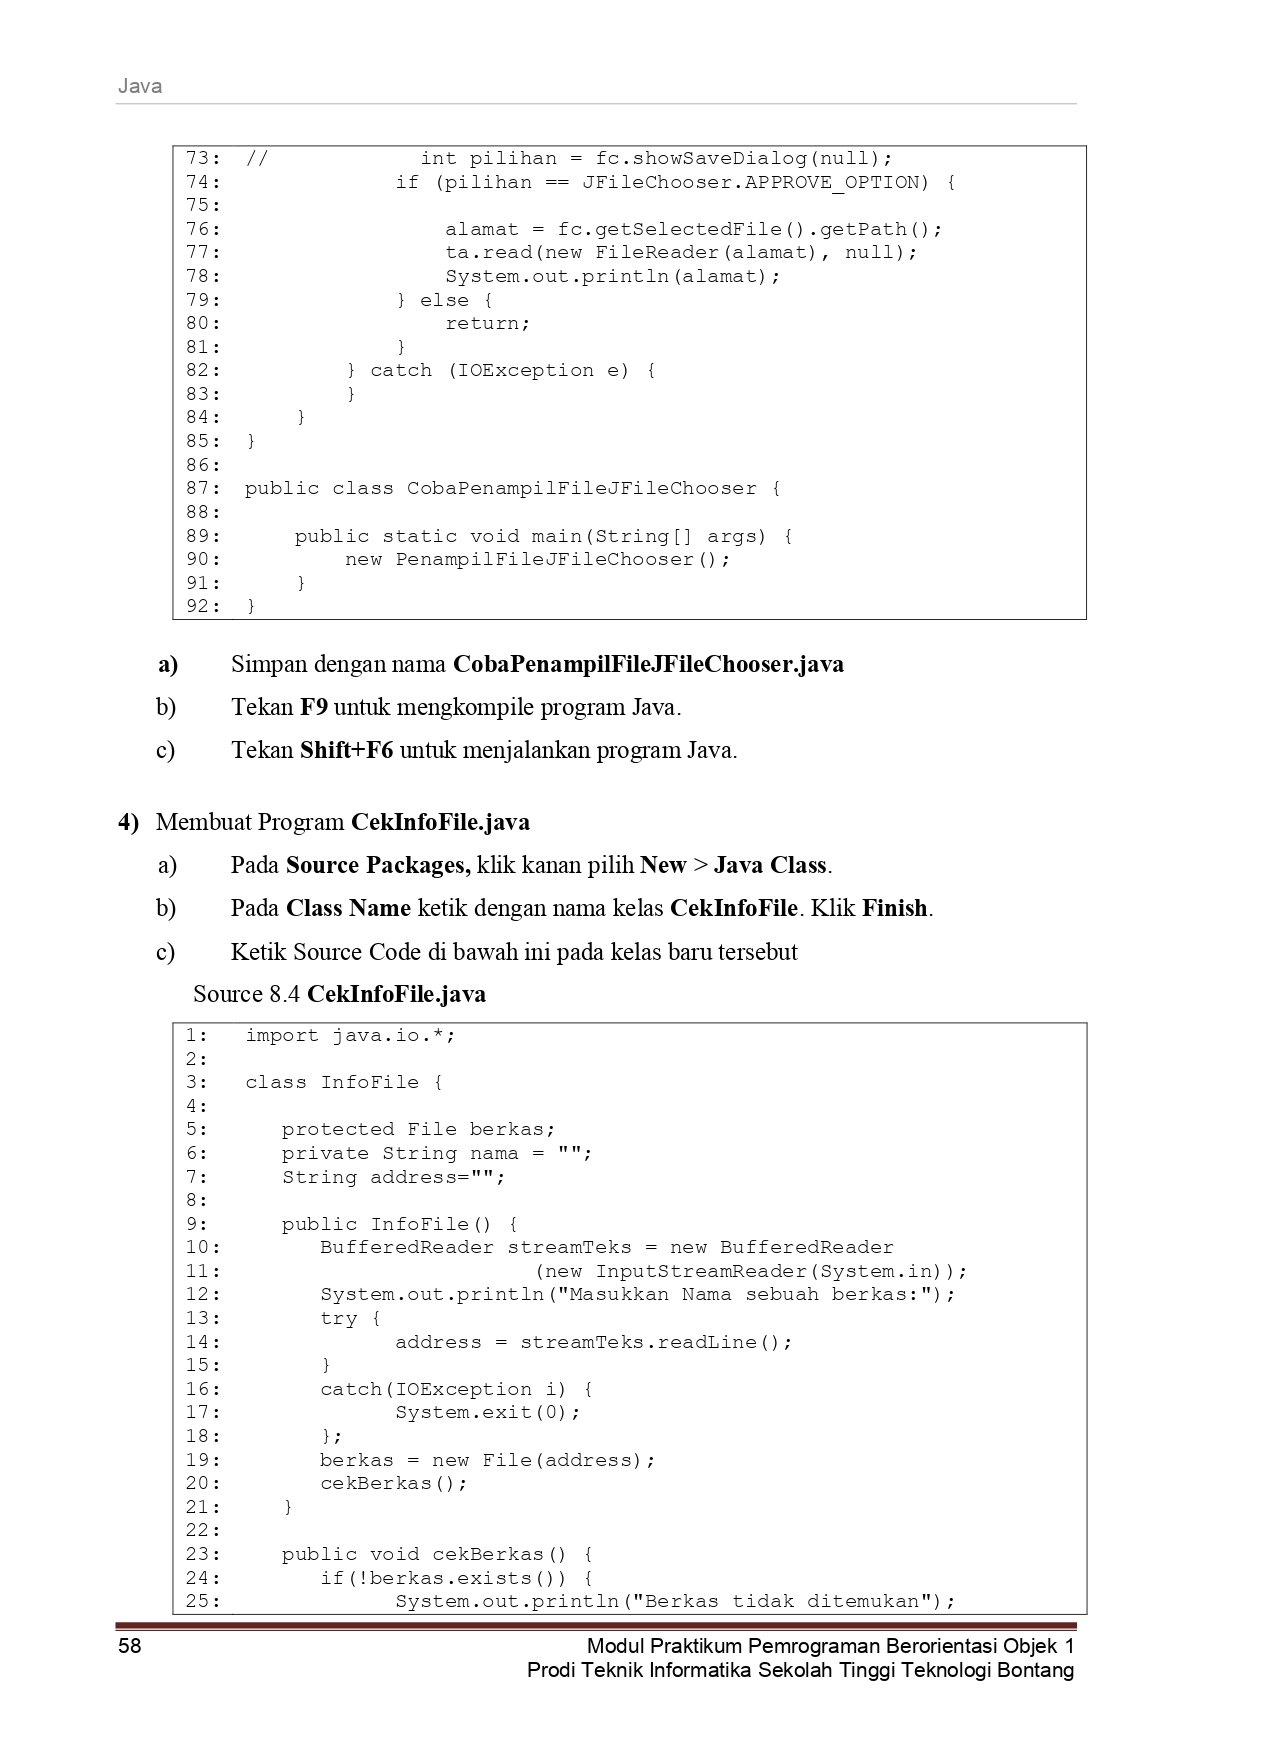 Java
73: //            int pilihan = fc.showSaveDialog(null);
74:             if (pilihan == JFileChooser.APPROVE_OPTION) {
75:
76:                 alamat = fc.getSelectedFile().getPath();
77:                 ta.read(new FileReader(alamat), null);
78:                 System.out.println(alamat);
79:             } else {
80:                 return;
81:             }
82:         } catch (IOException e) {
83:         }
84:     }
85: }
86:
87: public class CobaPenampilFileJFileChooser {
88:
89:     public static void main(String[] args) {
90:         new PenampilFileJFileChooser();
91:     }
92: }
a) Simpan dengan nama CobaPenampilFileJFileChooser.java
b) Tekan F9 untuk mengkompile program Java.
c) Tekan Shift+F6 untuk menjalankan program Java.
4) Membuat Program CekInfoFile.java
a) Pada Source Packages, klik kanan pilih New > Java Class.
b) Pada Class Name ketik dengan nama kelas CekInfoFile. Klik Finish.
c) Ketik Source Code di bawah ini pada kelas baru tersebut
Source 8.4 CekInfoFile.java
1:  import java.io.*;
2:
3:  class InfoFile {
4:
5:     protected File berkas;
6:     private String nama = "";
7:     String address="";
8:
9:     public InfoFile() {
10:       BufferedReader streamTeks = new BufferedReader
11:                        (new InputStreamReader(System.in));
12:       System.out.println("Masukkan Nama sebuah berkas:");
13:       try {
14:             address = streamTeks.readLine();
15:       }
16:       catch(IOException i) {
17:             System.exit(0);
18:       };
19:       berkas = new File(address);
20:       cekBerkas();
21:    }
22:
23:    public void cekBerkas() {
24:       if(!berkas.exists()) {
25:             System.out.println("Berkas tidak ditemukan");
58 Modul Praktikum Pemrograman Berorientasi Objek 1
Prodi Teknik Informatika Sekolah Tinggi Teknologi Bontang